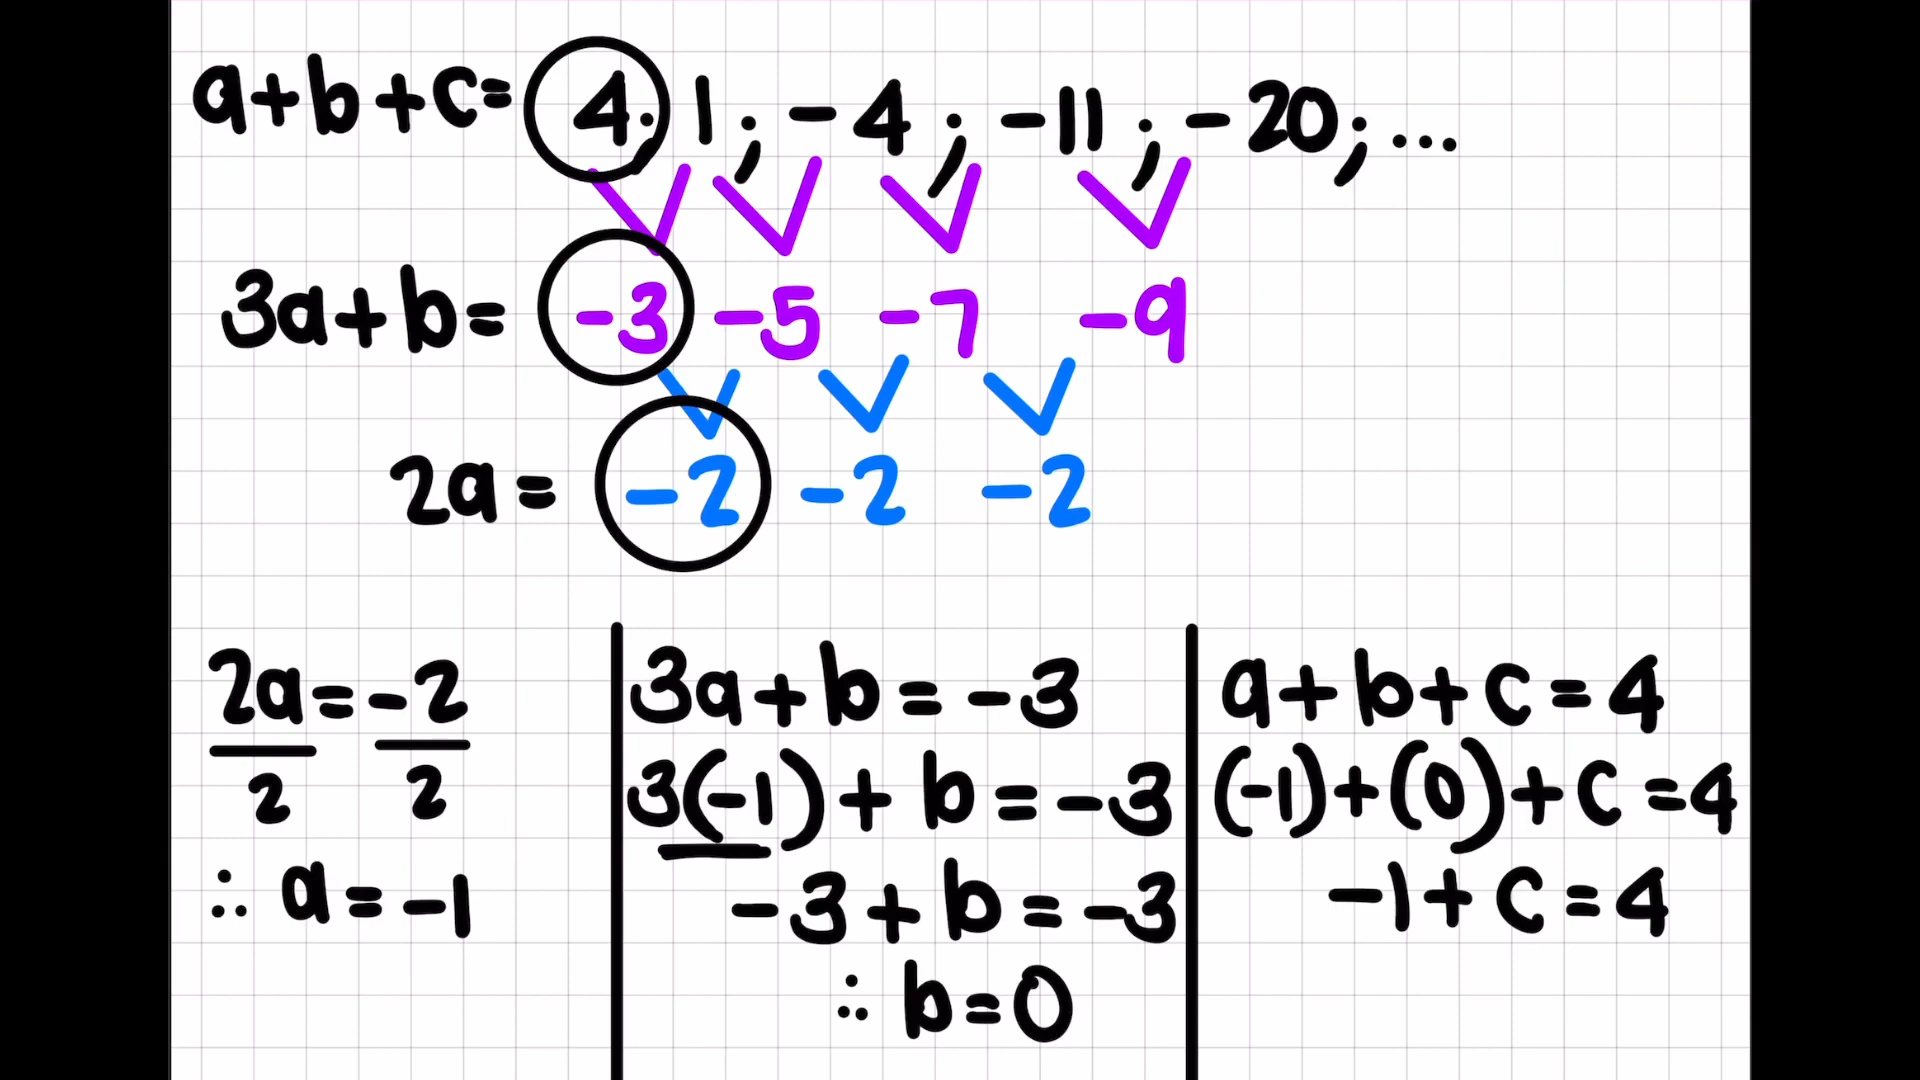 a+b+c= 4; 1; -4; -11; -20; ...
3a+b= -3 -5 -7 -9
2a= -2 -2 -2
2a=-2
2 2
∴ a=-1
3a+b=-3
3(-1)+b=-3
-3+b=-3
∴ b=0
a+b+c=4
(-1)+(0)+c=4
-1+c=4